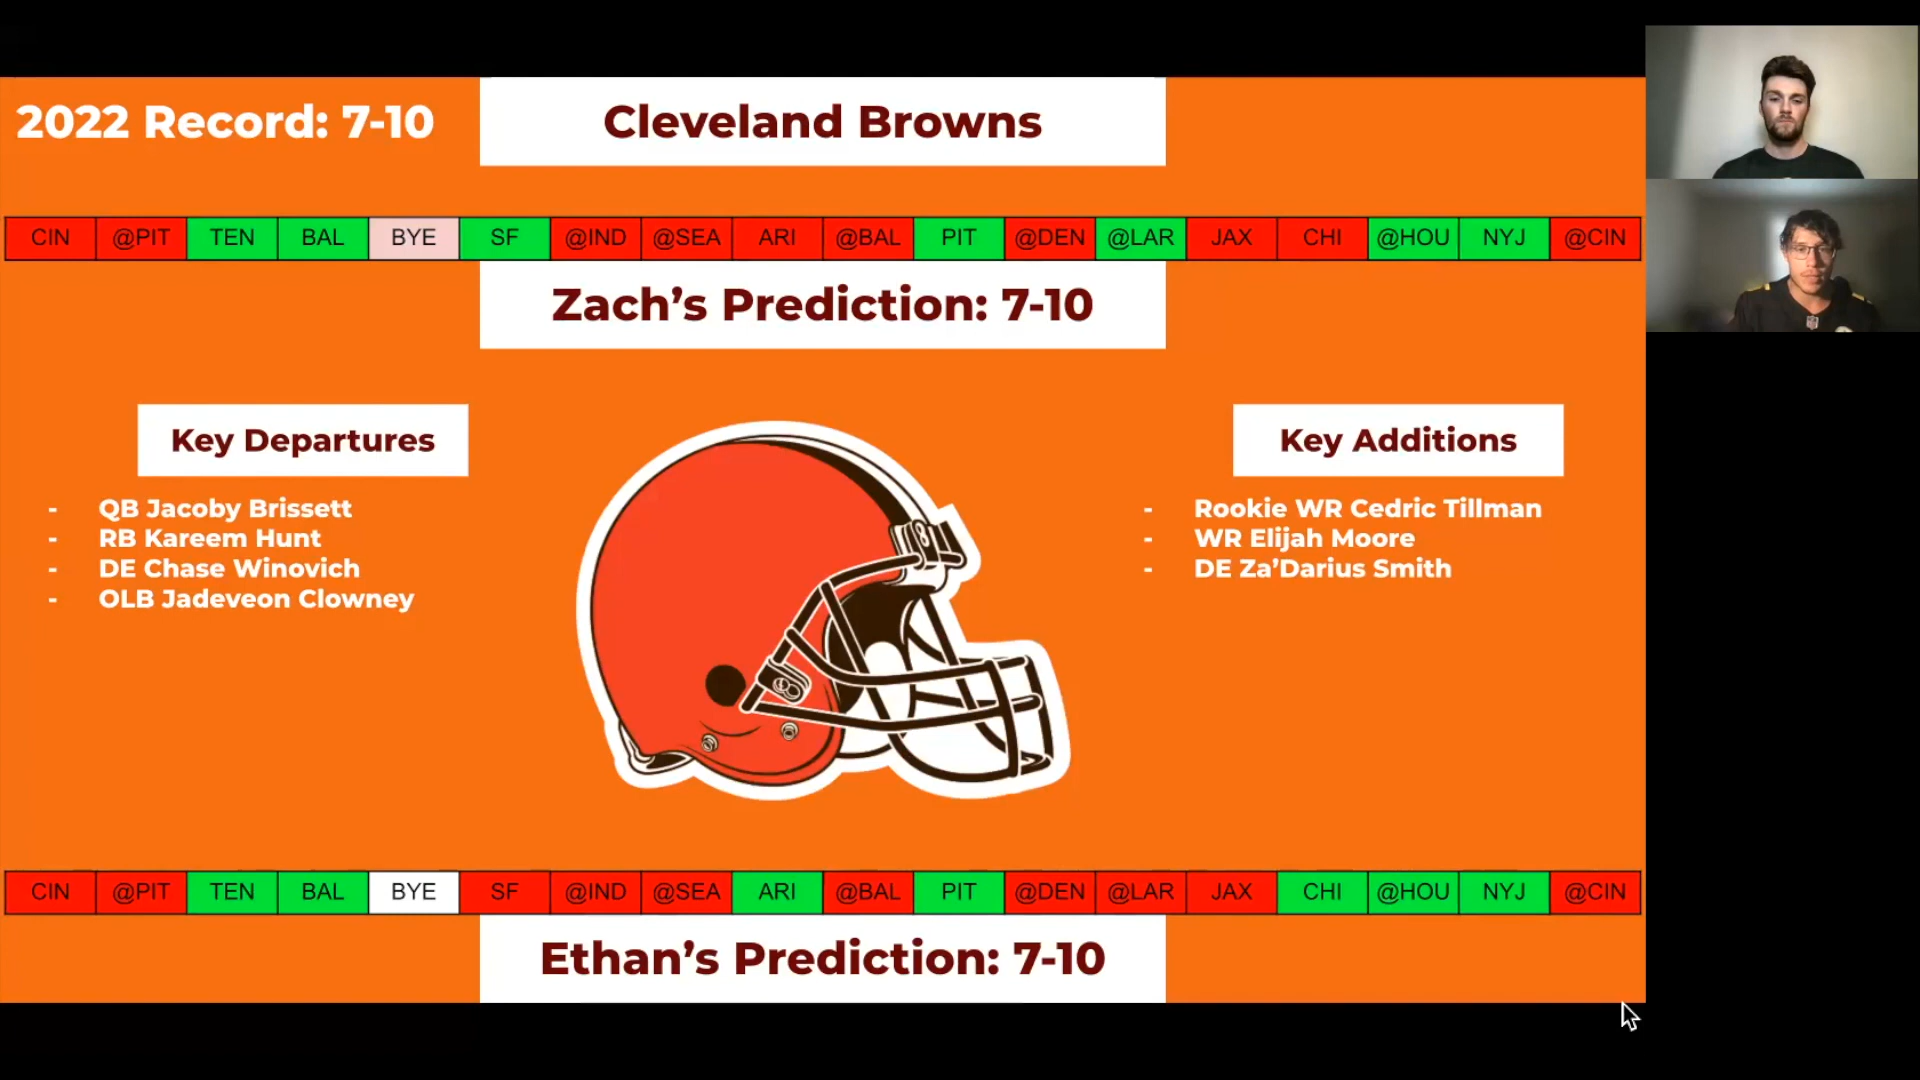 2022 Record: 7-10
Cleveland Browns
CIN @PIT TEN BAL BYE SF @IND @SEA ARI @BAL PIT @DEN @LAR JAX CHI @HOU NYJ @CIN
Zach's Prediction: 7-10
Key Departures
- QB Jacoby Brissett
- RB Kareem Hunt
- DE Chase Winovich
- OLB Jadeveon Clowney
Key Additions
- Rookie WR Cedric Tillman
- WR Elijah Moore
- DE Za'Darius Smith
CIN @PIT TEN BAL BYE SF @IND @SEA ARI @BAL PIT @DEN @LAR JAX CHI @HOU NYJ @CIN
Ethan's Prediction: 7-10